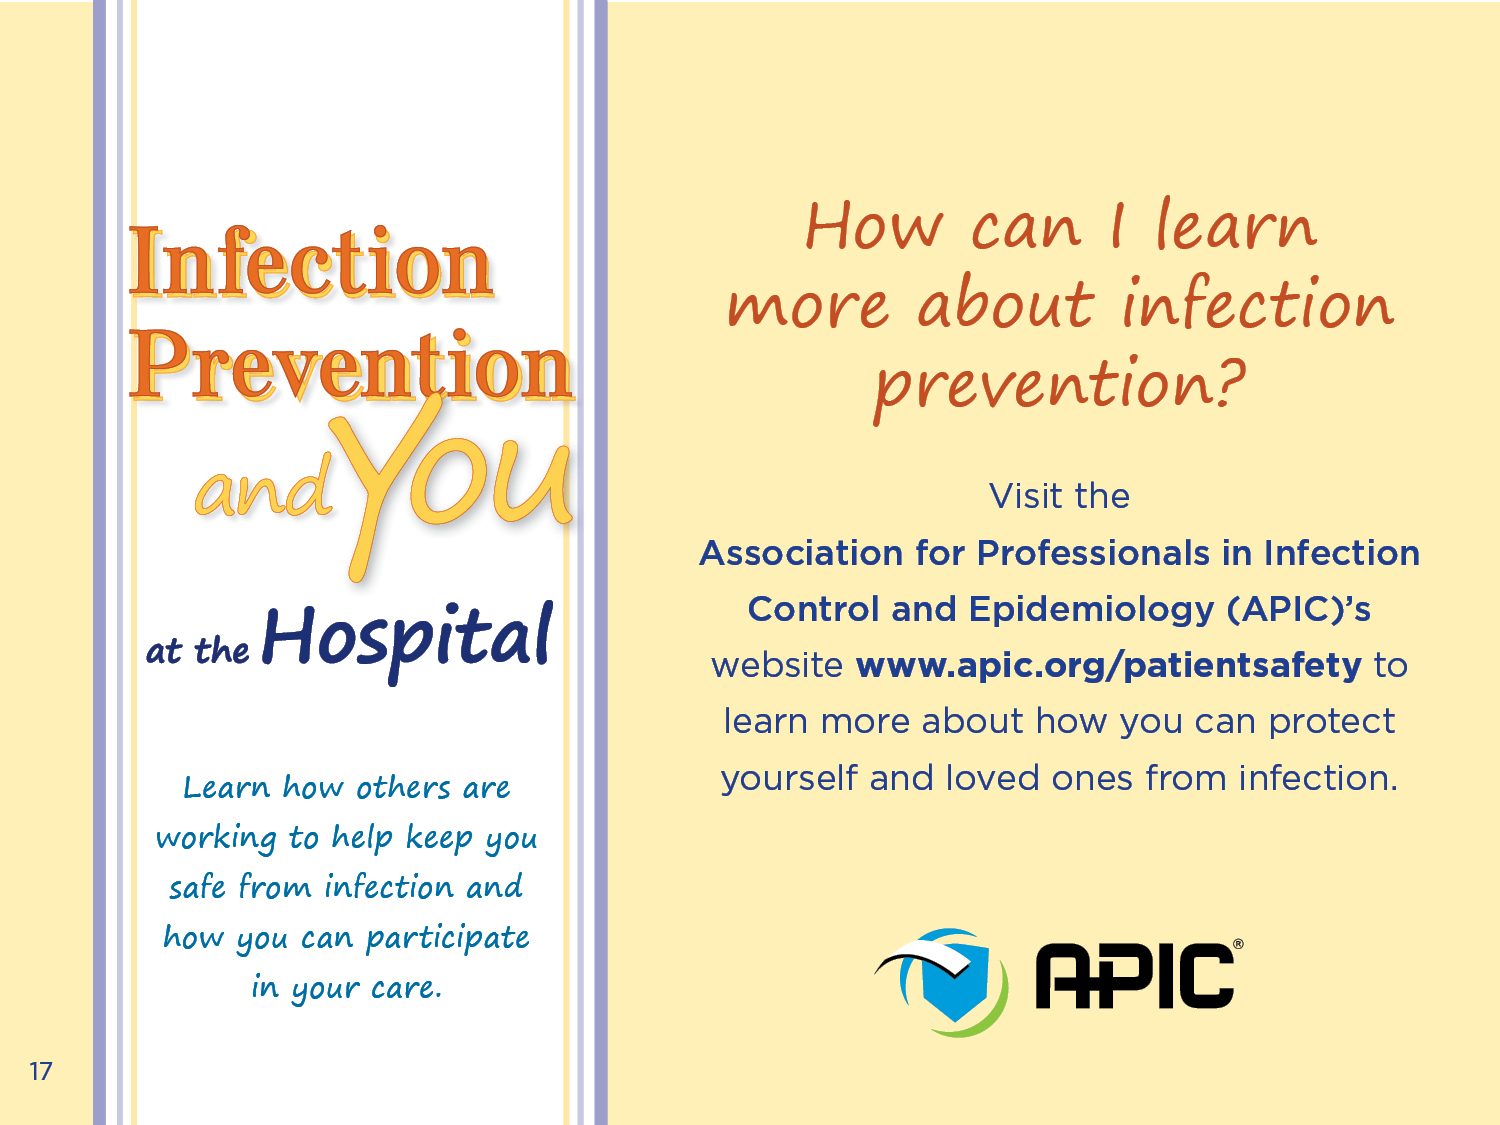 Infection
Prevention
and You
at the Hospital
Learn how others are
working to help keep you
safe from infection and
how you can participate
in your care.
17
How can I learn
more about infection
prevention?
Visit the
Association for Professionals in Infection
Control and Epidemiology (APIC)’s
website www.apic.org/patientsafety to
learn more about how you can protect
yourself and loved ones from infection.
APIC®